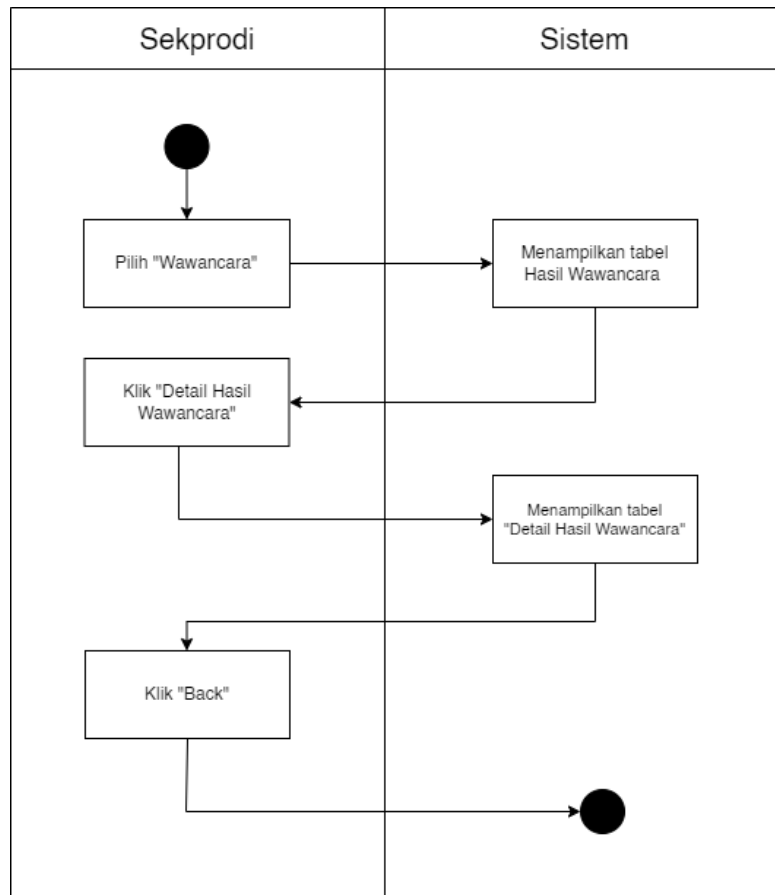 Sekprodi
Sistem
Pilih "Wawancara"
Menampilkan tabel
Hasil Wawancara
Klik "Detail Hasil
Wawancara"
Menampilkan tabel
"Detail Hasil Wawancara"
Klik "Back"